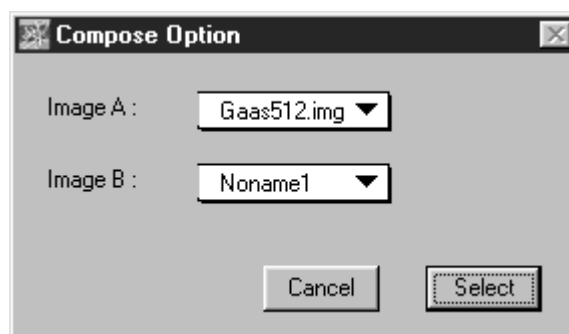 Compose Option
Image A : Gaas512.img
Image B : Noname1
Cancel Select